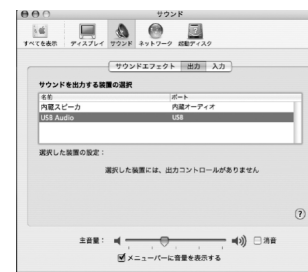 サウンド
すべてを表示 ディスプレイ サウンド ネットワーク 起動ディスク
サウンドエフェクト 出力 入力
サウンドを出力する装置の選択
名前 ポート
内蔵スピーカ 内蔵オーディオ
USB Audio USB
選択した装置の設定：
選択した装置には、出力コントロールがありません
?
主音量： 消音
メニューバーに音量を表示する